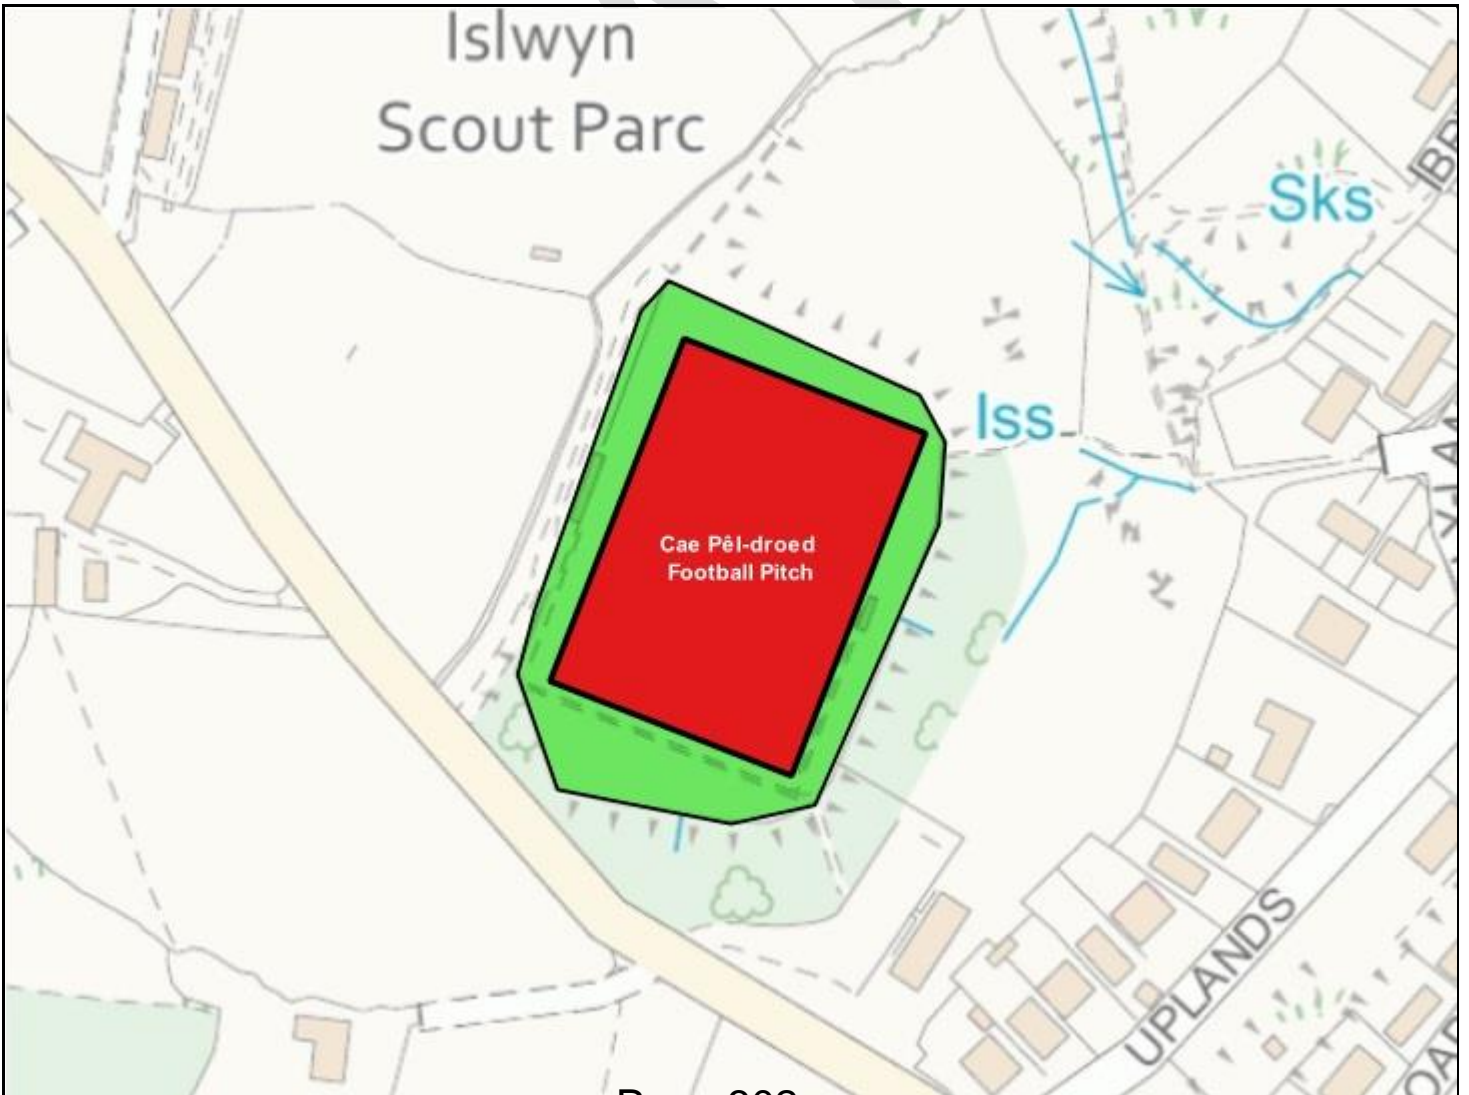 Islwyn
Scout Parc
Sks
Iss
Cae Pêl-droed
Football Pitch
UPLANDS